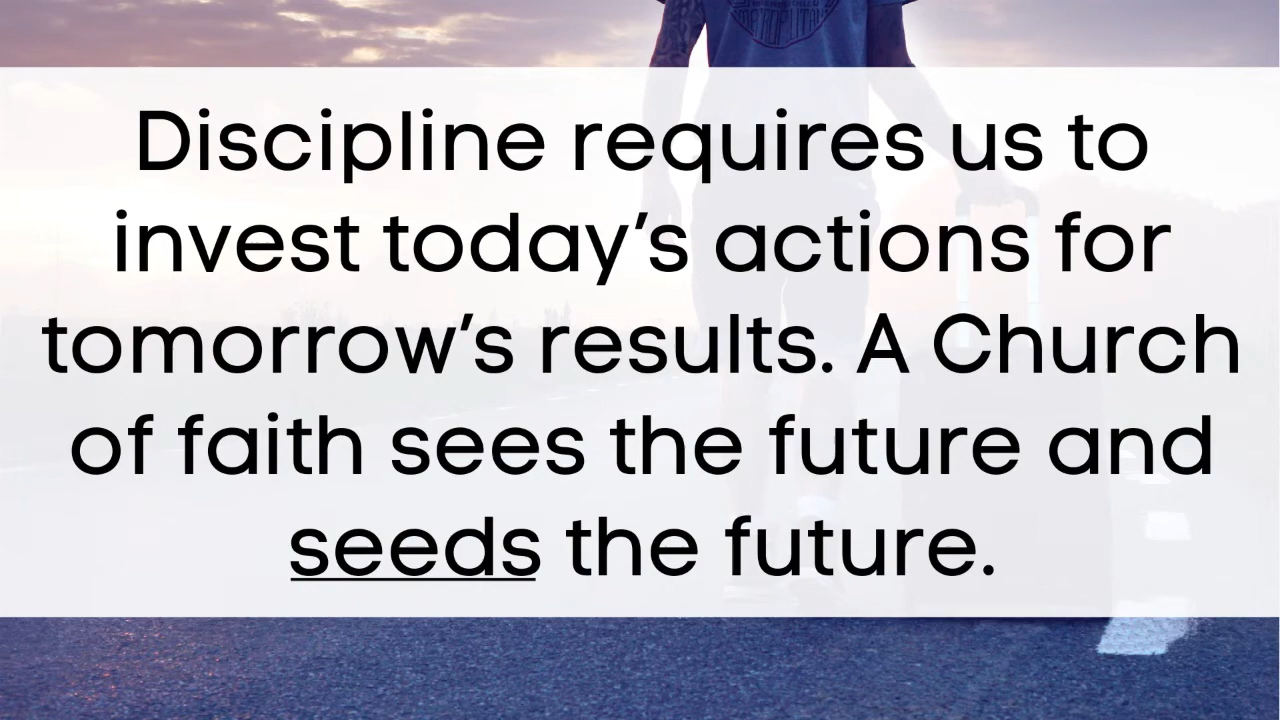 Discipline requires us to
invest today’s actions for
tomorrow’s results. A Church
of faith sees the future and
seeds the future.